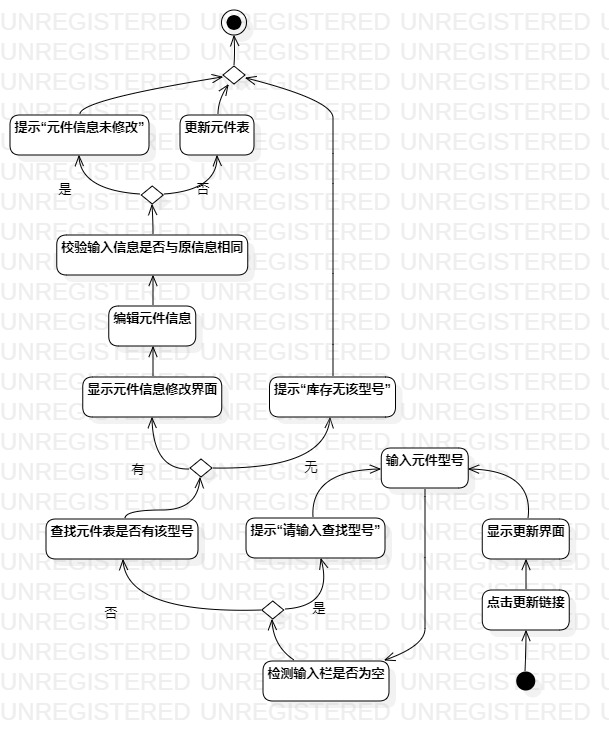 提示“元件信息未修改”
更新元件表
是
否
校验输入信息是否与原信息相同
编辑元件信息
显示元件信息修改界面
提示“库存无该型号”
有
无
输入元件型号
查找元件表是否有该型号
提示“请输入查找型号”
显示更新界面
点击更新链接
否
是
检测输入栏是否为空
UNREGISTERED